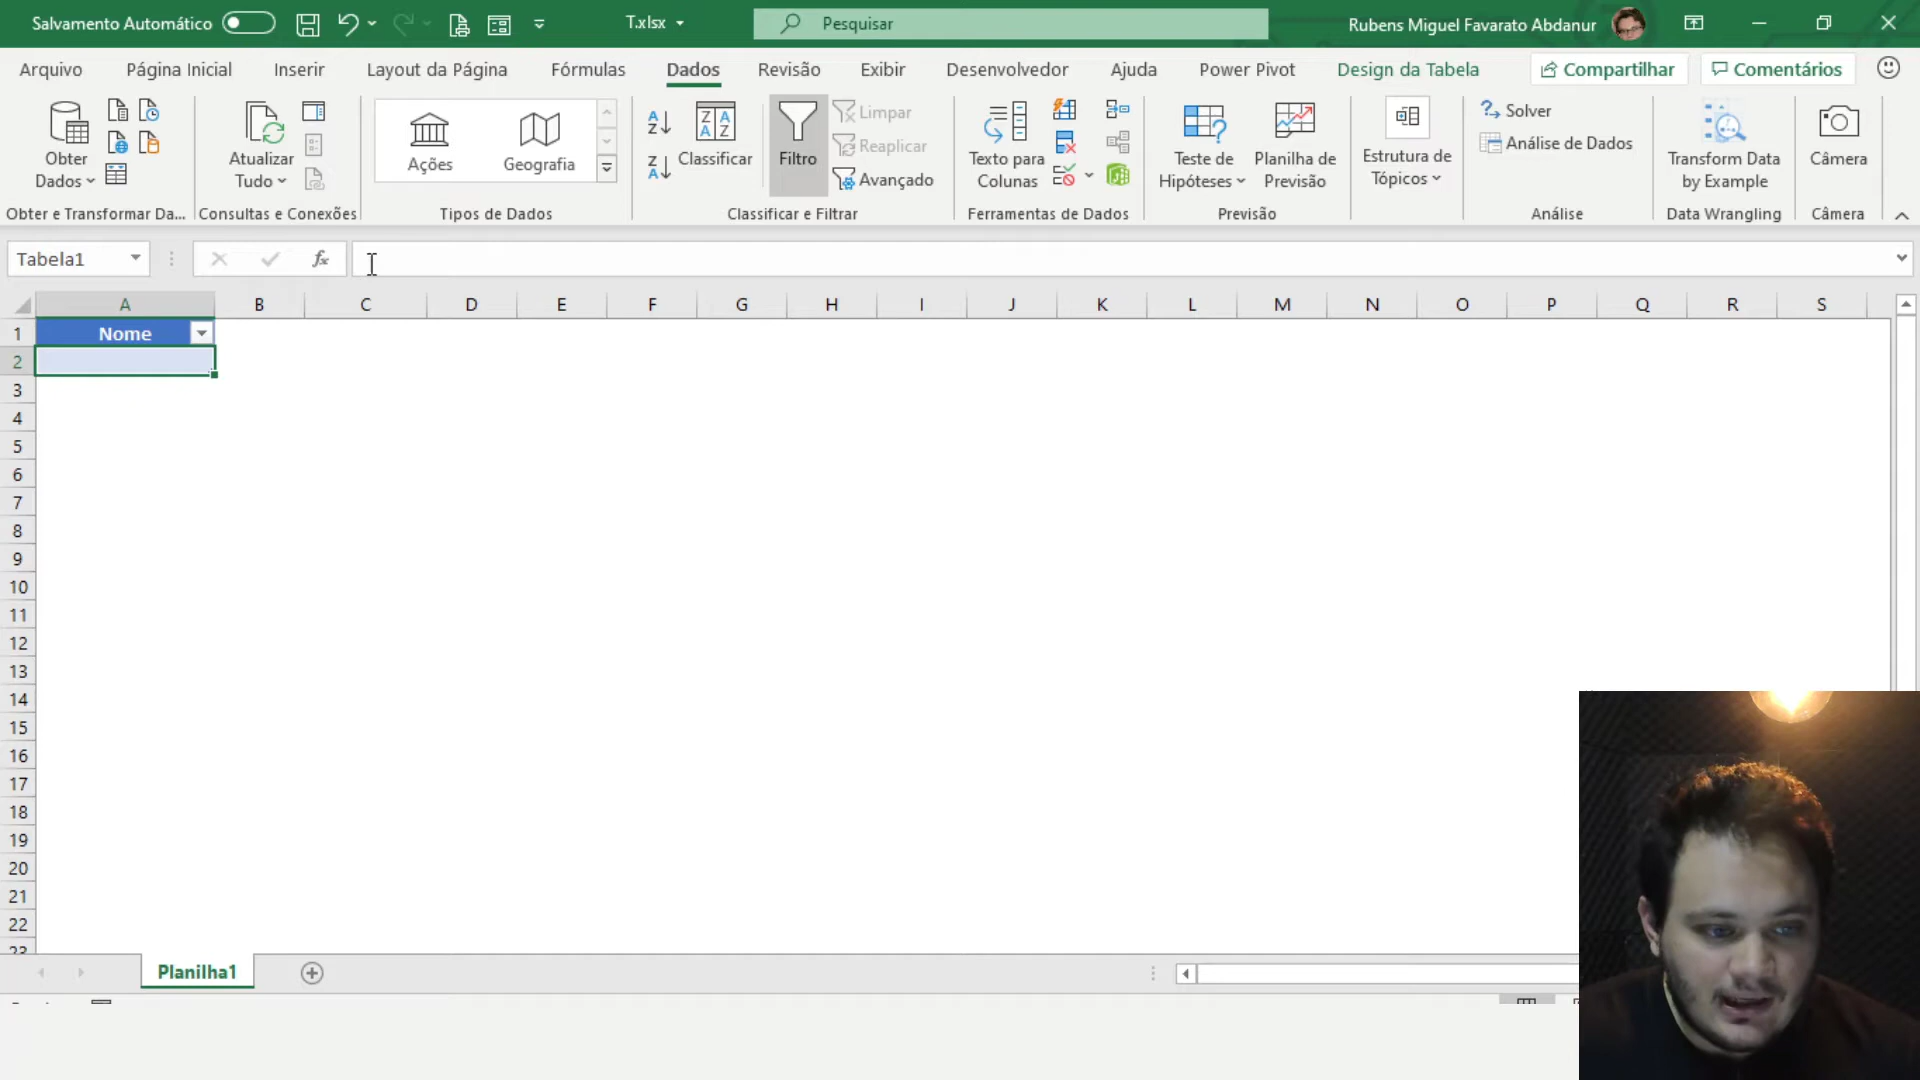 Salvamento Automático
T.xlsx
Pesquisar
Rubens Miguel Favarato Abdanur
Arquivo Página Inicial Inserir Layout da Página Fórmulas Dados Revisão Exibir Desenvolvedor Ajuda Power Pivot Design da Tabela Compartilhar Comentários
Obter Dados
Atualizar Tudo
Ações
Geografia
Classificar
Filtro
Limpar
Reaplicar
Avançado
Texto para Colunas
Teste de Hipóteses
Planilha de Previsão
Estrutura de Tópicos
Solver
Análise de Dados
Transform Data by Example
Câmera
Obter e Transformar Da... Consultas e Conexões Tipos de Dados Classificar e Filtrar Ferramentas de Dados Previsão Análise Data Wrangling Câmera
Tabela1 fx
A B C D E F G H I J K L M N O P Q R S
1 Nome
2
3
4
5
6
7
8
9
10
11
12
13
14
15
16
17
18
19
20
21
22
23
Planilha1